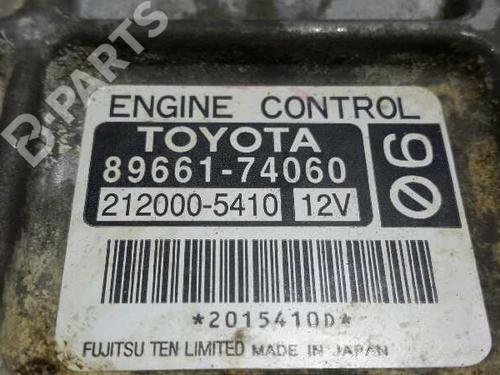 B-PARTS
ENGINE CONTROL
TOYOTA
89661-74060
212000-5410 12V
06
*2015410D*
FUJITSU TEN LIMITED MADE IN JAPAN